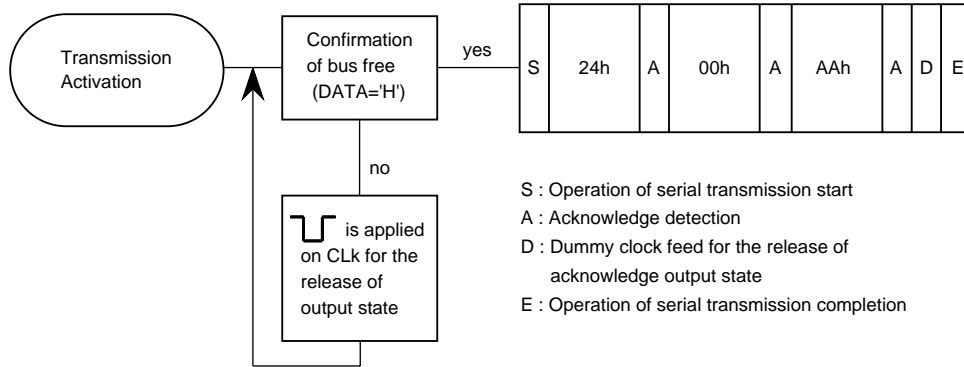 Transmission
Activation
Confirmation
of bus free
(DATA='H')
yes
S
24h
A
00h
A
AAh
A
D
E
no
is applied
on CLk for the
release of
output state
S : Operation of serial transmission start
A : Acknowledge detection
D : Dummy clock feed for the release of
acknowledge output state
E : Operation of serial transmission completion